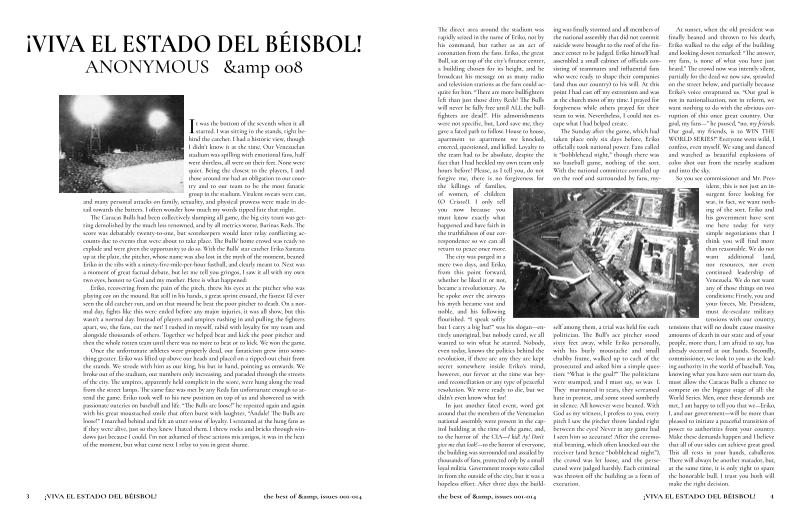 ¡VIVA EL ESTADO DEL BÉISBOL!
ANONYMOUS &amp 008
It was the bottom of the seventh when it all
started. I was sitting in the stands, right be-
hind the catcher. I had a historic view, though
I didn't know it at the time. Our Venezuelan
stadium was spilling with emotional fans, half
were shirtless, all were on their feet. None were
quiet. Being the closest to the players, I and
those around me had an obligation to our coun-
try and to our team to be the most fanatic
group in the stadium. Virulent swears were cast,
and many personal attacks on family, sexuality, and physical prowess were made in de-
tail towards the batters. I often wonder how much my words tipped fate that night.
The Caracas Bulls had been collectively slumping all game, the big city team was get-
ting demolished by the much less renowned, and by all metrics worse, Barinas Reds. The
score was debatably twenty-to-one, but scorekeepers would later relay conflicting ac-
counts due to events that were about to take place. The Bulls' home crowd was ready to
explode and were given the opportunity to do so. With the Bulls' star catcher Eriko Santana
up at the plate, the pitcher, whose name was also lost in the myth of the moment, beaned
Eriko in the ribs with a ninety-five-mile-per-hour fastball, and clearly meant to. Next was
a moment of great factual debate, but let me tell you gringos, I saw it all with my own
two eyes, honest to God and my mother. Here is what happened:
Eriko, recovering from the pain of the pitch, threw his eyes at the pitcher who was
playing coy on the mound. Bat still in his hands, a great sprint ensued, the fastest I'd ever
seen the old catcher run, and on that mound he beat the poor pitcher to death. On a nor-
mal day, fights like this were ended before any major injuries, it was all show, but this
wasn't a normal day. Instead of players and umpires rushing in and pulling the fighters
apart, we, the fans, cut the net! I rushed in myself, rabid with loyalty for my team and
alongside thousands of others. Together we helped beat and kick the poor pitcher and
then the whole rotten team until there was no more to beat or to kick. We won the game.
Once the unfortunate athletes were properly dead, our fanaticism grew into some-
thing greater. Eriko was lifted up above our heads and placed on a ripped-out chair from
the stands. We strode with him as our king, his bat in hand, pointing us onwards. We
broke out of the stadium, our numbers only increasing, and paraded through the streets
of the city. The umpires, apparently held complicit in the score, were hung along the road
from the street lamps. The same fate was met by any Reds fan unfortunate enough to at-
tend the game. Eriko took well to his new position on top of us and showered us with
passionate outcries on baseball and life. "The Bulls are loose!" he repeated again and again
with his great moustached smile that often burst with laughter, "Andale! The Bulls are
loose!" I marched behind and felt an utter sense of loyalty. I screamed at the hung fans as
if they were alive, just so they knew I hated them. I threw rocks and bricks through win-
dows just because I could. I'm not ashamed of these actions mis amigos, it was in the heat
of the moment, but what came next I relay to you in great shame.
3 ¡VIVA EL ESTADO DEL BÉISBOL! the best of &amp, issues 001-014
The direct area around the stadium was
rapidly seized in the name of Eriko, not by
his command, but rather as an act of
coronation from his fans. Eriko, the great
Bull, sat on top of the city's finance center,
a building chosen for its height, and he
broadcast his message on as many radio
and television stations as the fans could ac-
quire for him. "There are more bullfighters
left than just those dirty Reds! The Bulls
will never be fully free until ALL the bull-
fighters are dead!". His admonishments
were not specific, but, Lord save me, they
gave a fated path to follow. House to house,
apartment to apartment we knocked,
entered, questioned, and killed. Loyalty to
the team had to be absolute, despite the
fact that I had heckled my own team only
hours before! Please, as I tell you, do not
forgive me, there is no forgiveness for
the killings of families,
of women, of children
(O Cristo!). I only tell
you now because you
must know exactly what
happened and have faith in
the truthfulness of our cor-
respondence so we can all
return to peace once more.
The city was purged in a
mere two days, and Eriko,
from this point forward,
whether he liked it or not,
became a revolutionary. As
he spoke over the airways
his myth became vast and
noble, and his following
flourished. "I speak softly
but I carry a big bat!" was his slogan—en-
tirely unoriginal, but nobody cared, we all
wanted to win what he started. Nobody,
even today, knows the politics behind the
revolution, if there are any they are kept
secret somewhere inside Eriko's mind,
however, our fervor at the time was bey-
ond reconciliation or any type of peaceful
resolution. We were ready to die, but we
didn't even know what for!
In just another fated event, word got
around that the members of the Venezuelan
national assembly were present in the cap-
itol building at the time of the game, and,
to the horror of the CIA—I kid! Ay! Don't
give me that look!—to the horror of everyone,
the building was surrounded and assailed by
thousands of fans, protected only by a small
loyal militia. Government troops were called
in from the outside of the city, but it was a
hopeless effort. After three days the build-
ing was finally stormed and all members of
the national assembly that did not commit
suicide were brought to the roof of the fin-
ance center to be judged. Eriko himself had
assembled a small cabinet of officials con-
sisting of teammates and influential fans
who were ready to shape their companies
(and thus our country) to his will. At this
point I had cast off my extremism and was
at the church most of my time. I prayed for
forgiveness while others prayed for their
team to win. Nevertheless, I could not es-
cape what I had helped create.
The Sunday after the game, which had
taken place only six days before, Eriko
officially took national power. Fans called
it "bobblehead night," though there was
no baseball game, nothing of the sort.
With the national committee corralled up
on the roof and surrounded by fans, my-
self among them, a trial was held for each
politician. The Bull's ace pitcher stood
sixty feet away, while Eriko personally,
with his burly moustache and small
chubby frame, walked up to each of the
prosecuted and asked him a simple ques-
tion: "What is the goal?" The politicians
were stumped, and I must say, so was I.
They murmured in tears, they screamed
hate in protest, and some stood somberly
in silence. All however were beaned. With
God as my witness, I profess to you, every
pitch I saw the pitcher throw landed right
between the eyes! Never in any game had
I seen him so accurate! After the ceremo-
nial beaning, which often knocked out the
receiver (and hence "bobblehead night"),
the crowd was let loose, and the perse-
cuted were judged harshly. Each criminal
was thrown off the building as a form of
execution.
At sunset, when the old president was
finally beaned and thrown to his death,
Eriko walked to the edge of the building
and looking down remarked: "The answer,
my fans, is none of what you have just
heard." The crowd now was intently silent,
partially for the dead we now saw, sprawled
on the street below, and partially because
Eriko's voice enraptured us. "Our goal is
not in nationalization, not in reform, we
want nothing to do with the obvious cor-
ruption of this once great country. Our
goal, my fans—" he paused, "no, my friends.
Our goal, my friends, is to WIN THE
WORLD SERIES!" Everyone went wild, I
confess, even myself. We sang and danced
and watched as beautiful explosions of
color shot out from the nearby stadium
and into the sky.
So you see commissioner and Mr. Pres-
ident, this is not just an in-
surgent force looking for
war, in fact, we want noth-
ing of the sort. Eriko and
his government have sent
me here today for very
simple negotiations that I
think you will find more
than reasonable. We do not
want additional land,
nor resources, nor even
continued leadership of
Venezuela. We do not want
any of those things on two
conditions: Firstly, you and
your forces, Mr. President,
must de-escalate military
tensions with our country,
tensions that will no doubt cause massive
amounts of death in our state and of your
people, more than, I am afraid to say, has
already occurred at our hands. Secondly,
commissioner, we look to you as the lead-
ing authority in the world of baseball. You,
knowing what you have seen our team do,
must allow the Caracas Bulls a chance to
compete on the biggest stage of all: the
World Series. Men, once these demands are
met, I am happy to tell you that we—Eriko,
I, and our government—will be more than
pleased to initiate a peaceful transition of
power to authorities from your country.
Make these demands happen and I believe
that all of our sides can achieve great good.
This all rests in your hands, caballeros.
There will always be another matador, but,
at the same time, it is only right to spare
the honorable bull. I trust you both will
make the right decision.
the best of &amp, issues 001-014 ¡VIVA EL ESTADO DEL BÉISBOL! 4